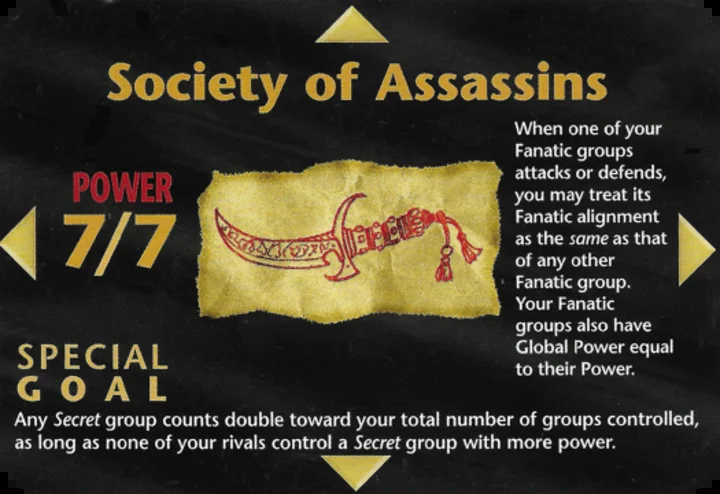 Society of Assassins
POWER
7/7
When one of your
Fanatic groups
attacks or defends,
you may treat its
Fanatic alignment
as the same as that
of any other
Fanatic group.
Your Fanatic
groups also have
Global Power equal
to their Power.
SPECIAL
GOAL
Any Secret group counts double toward your total number of groups controlled,
as long as none of your rivals control a Secret group with more power.